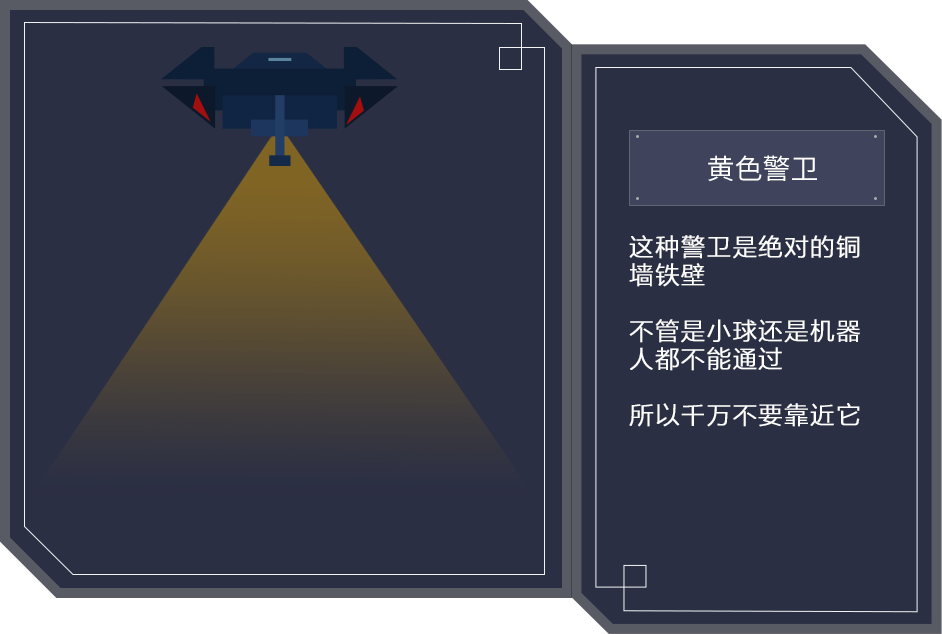 黄色警卫
这种警卫是绝对的铜
墙铁壁
不管是小球还是机器
人都不能通过
所以千万不要靠近它